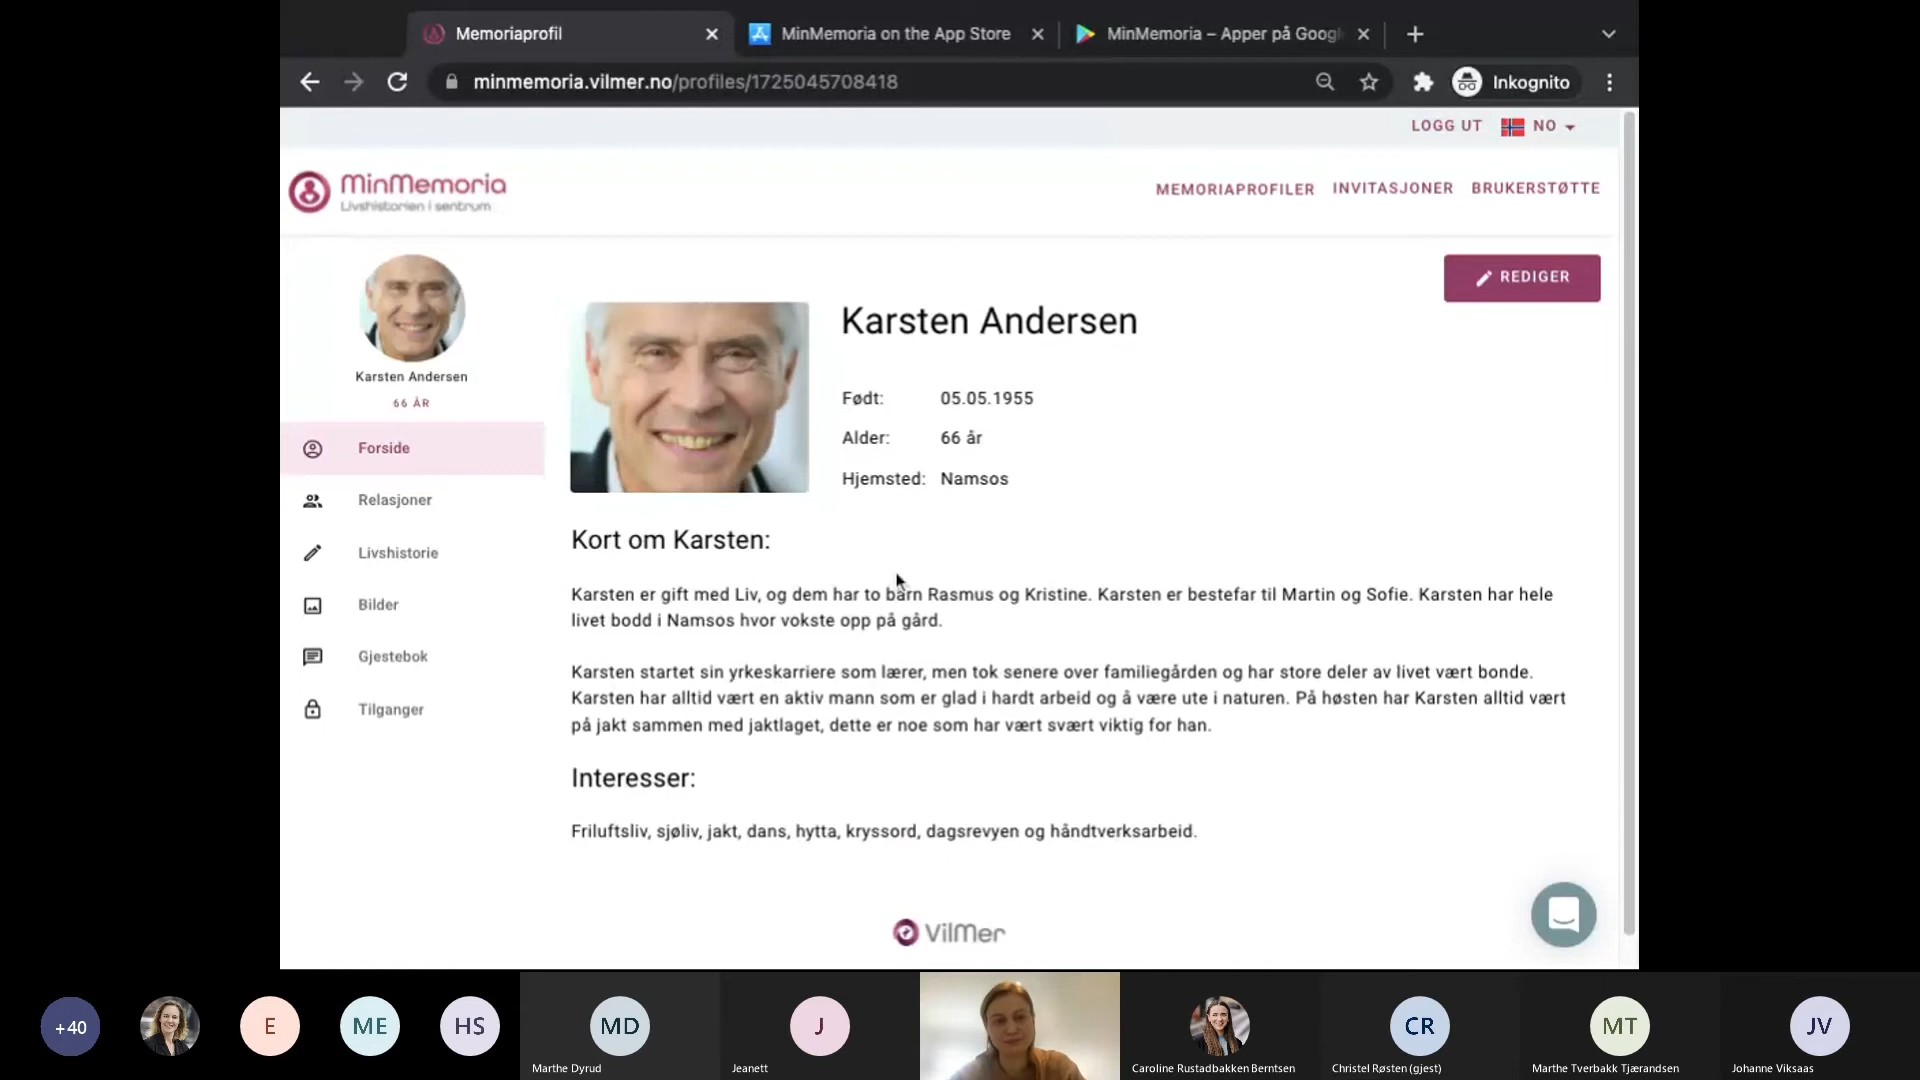 Memoriaprofil
MinMemoria on the App Store
MinMemoria – Apper på Googl
minmemoria.vilmer.no/profiles/1725045708418
Inkognito
LOGG UT
NO
MinMemoria
Livshistorien i sentrum
MEMORIAPROFILER
INVITASJONER
BRUKERSTØTTE
REDIGER
Karsten Andersen
66 ÅR
Forside
Relasjoner
Livshistorie
Bilder
Gjestebok
Tilganger
Karsten Andersen
Født: 05.05.1955
Alder: 66 år
Hjemsted: Namsos
Kort om Karsten:
Karsten er gift med Liv, og dem har to barn Rasmus og Kristine. Karsten er bestefar til Martin og Sofie. Karsten har hele
livet bodd i Namsos hvor vokste opp på gård.
Karsten startet sin yrkeskarriere som lærer, men tok senere over familiegården og har store deler av livet vært bonde.
Karsten har alltid vært en aktiv mann som er glad i hardt arbeid og å være ute i naturen. På høsten har Karsten alltid vært
på jakt sammen med jaktlaget, dette er noe som har vært svært viktig for han.
Interesser:
Friluftsliv, sjøliv, jakt, dans, hytta, kryssord, dagsrevyen og håndtverksarbeid.
VilMer
+40
E
ME
HS
MD
Marthe Dyrud
J
Jeanett
Caroline Rustadbakken Berntsen
CR
Christel Røsten (gjest)
MT
Marthe Tverbakk Tjærandsen
JV
Johanne Viksaas